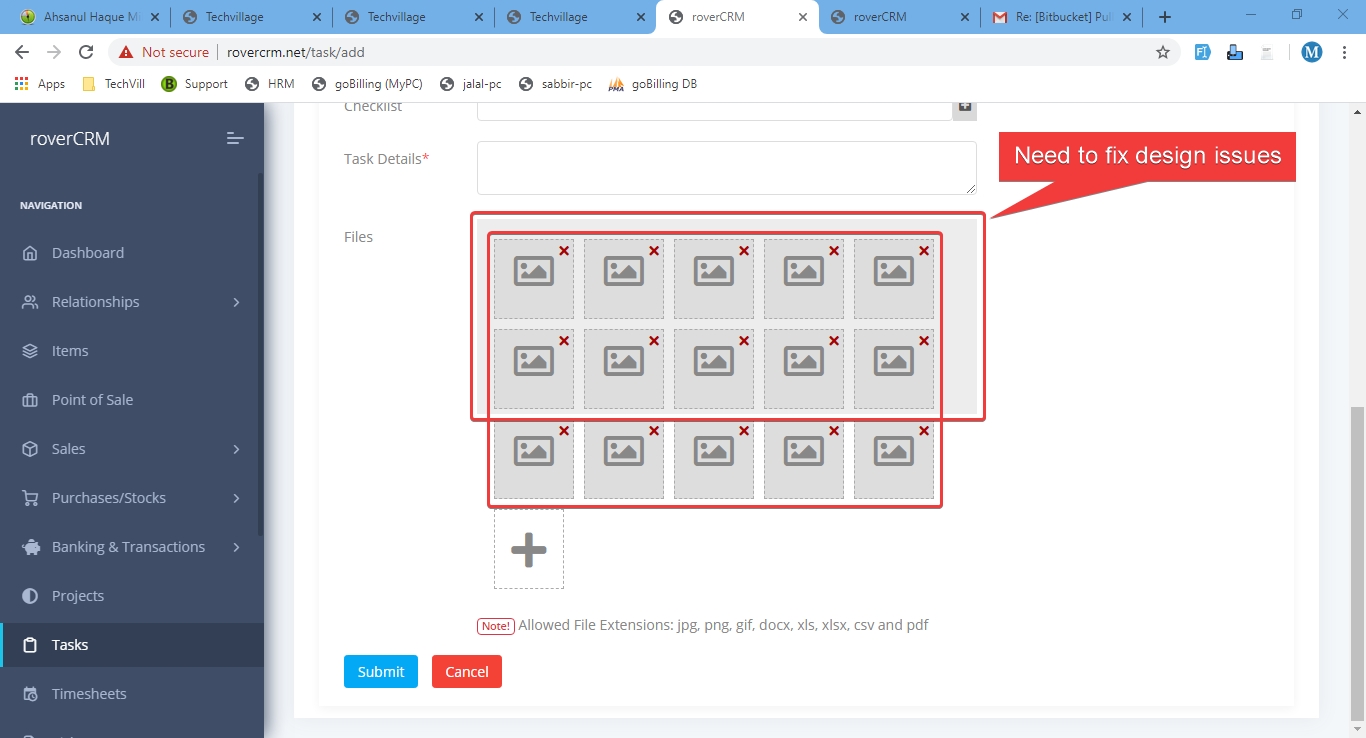 Ahsanul Haque M
Techvillage
Techvillage
Techvillage
roverCRM
roverCRM
Re: [Bitbucket] Pul
Not secure
rovercrm.net/task/add
M
Apps
TechVill
B Support
HRM
goBilling (MyPC)
jalal-pc
sabbir-pc
PMA goBilling DB
roverCRM
NAVIGATION
Dashboard
Relationships
Items
Point of Sale
Sales
Purchases/Stocks
Banking & Transactions
Projects
Tasks
Timesheets
Checklist
Task Details*
Need to fix design issues
Files
Note! Allowed File Extensions: jpg, png, gif, docx, xls, xlsx, csv and pdf
Submit
Cancel